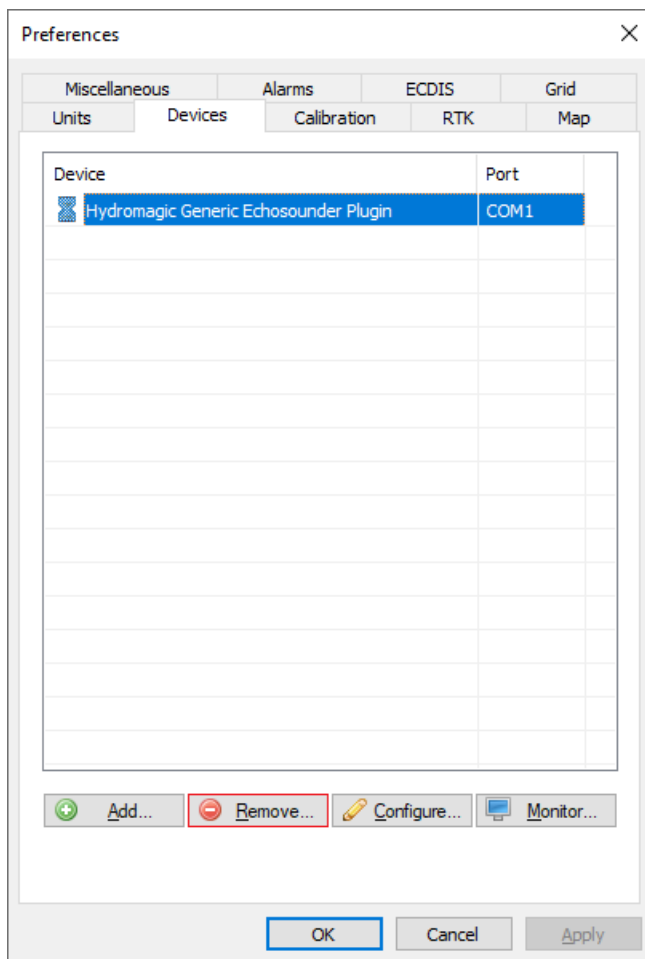 Preferences
Miscellaneous Alarms ECDIS Grid
Units Devices Calibration RTK Map
Device Port
Hydromagic Generic Echosounder Plugin COM1
Add... Remove... Configure... Monitor...
OK Cancel Apply